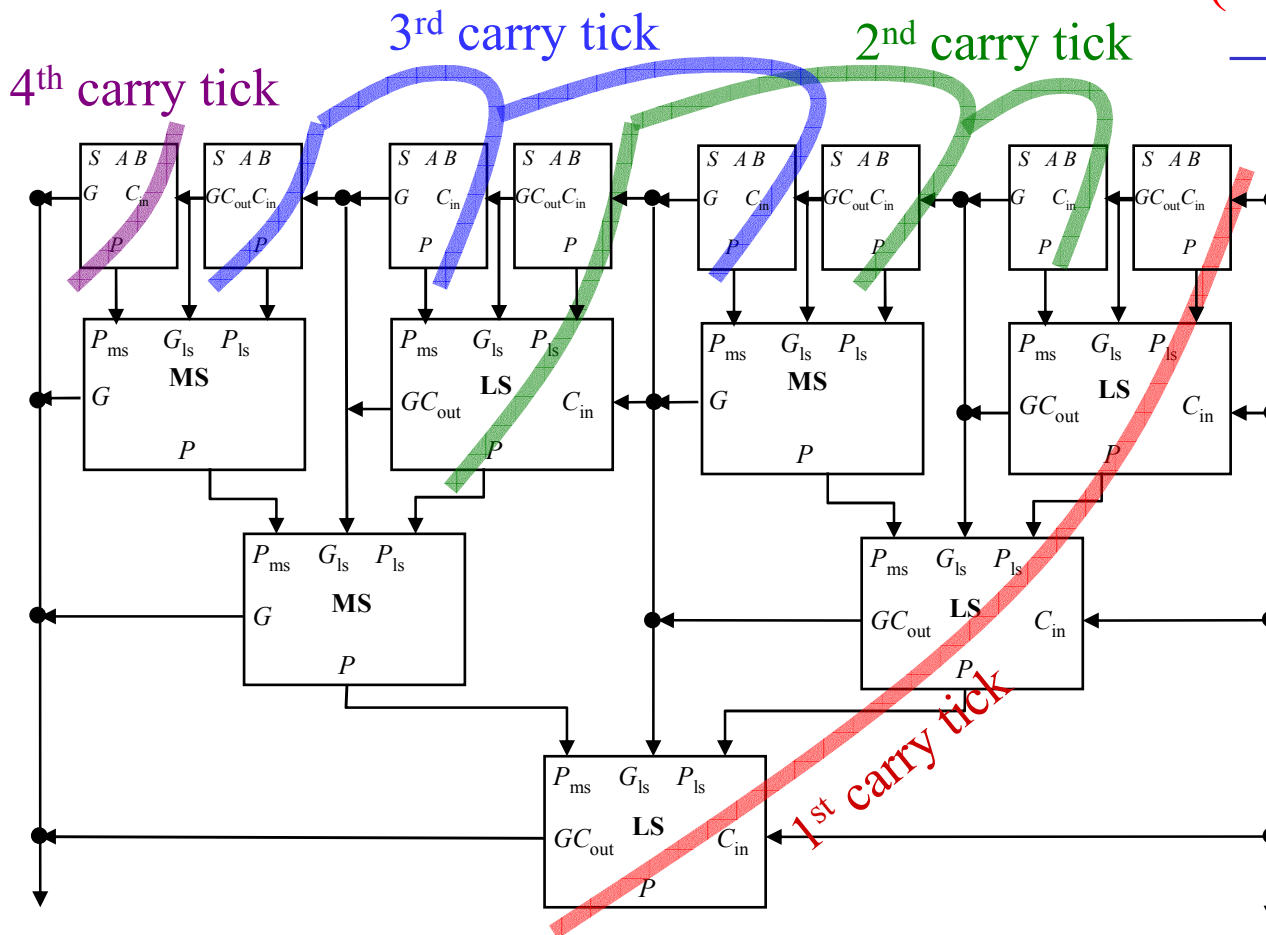 (
3rd carry tick
2nd carry tick
4th carry tick
S A B S A B S A B S A B S A B S A B S A B S A B
G Cin GCout Cin G Cin GCout Cin G Cin GCout Cin G Cin GCout Cin
P P P P P P P P
Pms Gls Pls Pms Gls Pls Pms Gls Pls Pms Gls Pls
MS LS MS LS
G GCout Cin G GCout Cin
P P P P
Pms Gls Pls Pms Gls Pls
MS LS
G GCout Cin
P P
1st carry tick
Pms Gls Pls
LS
GCout Cin
P